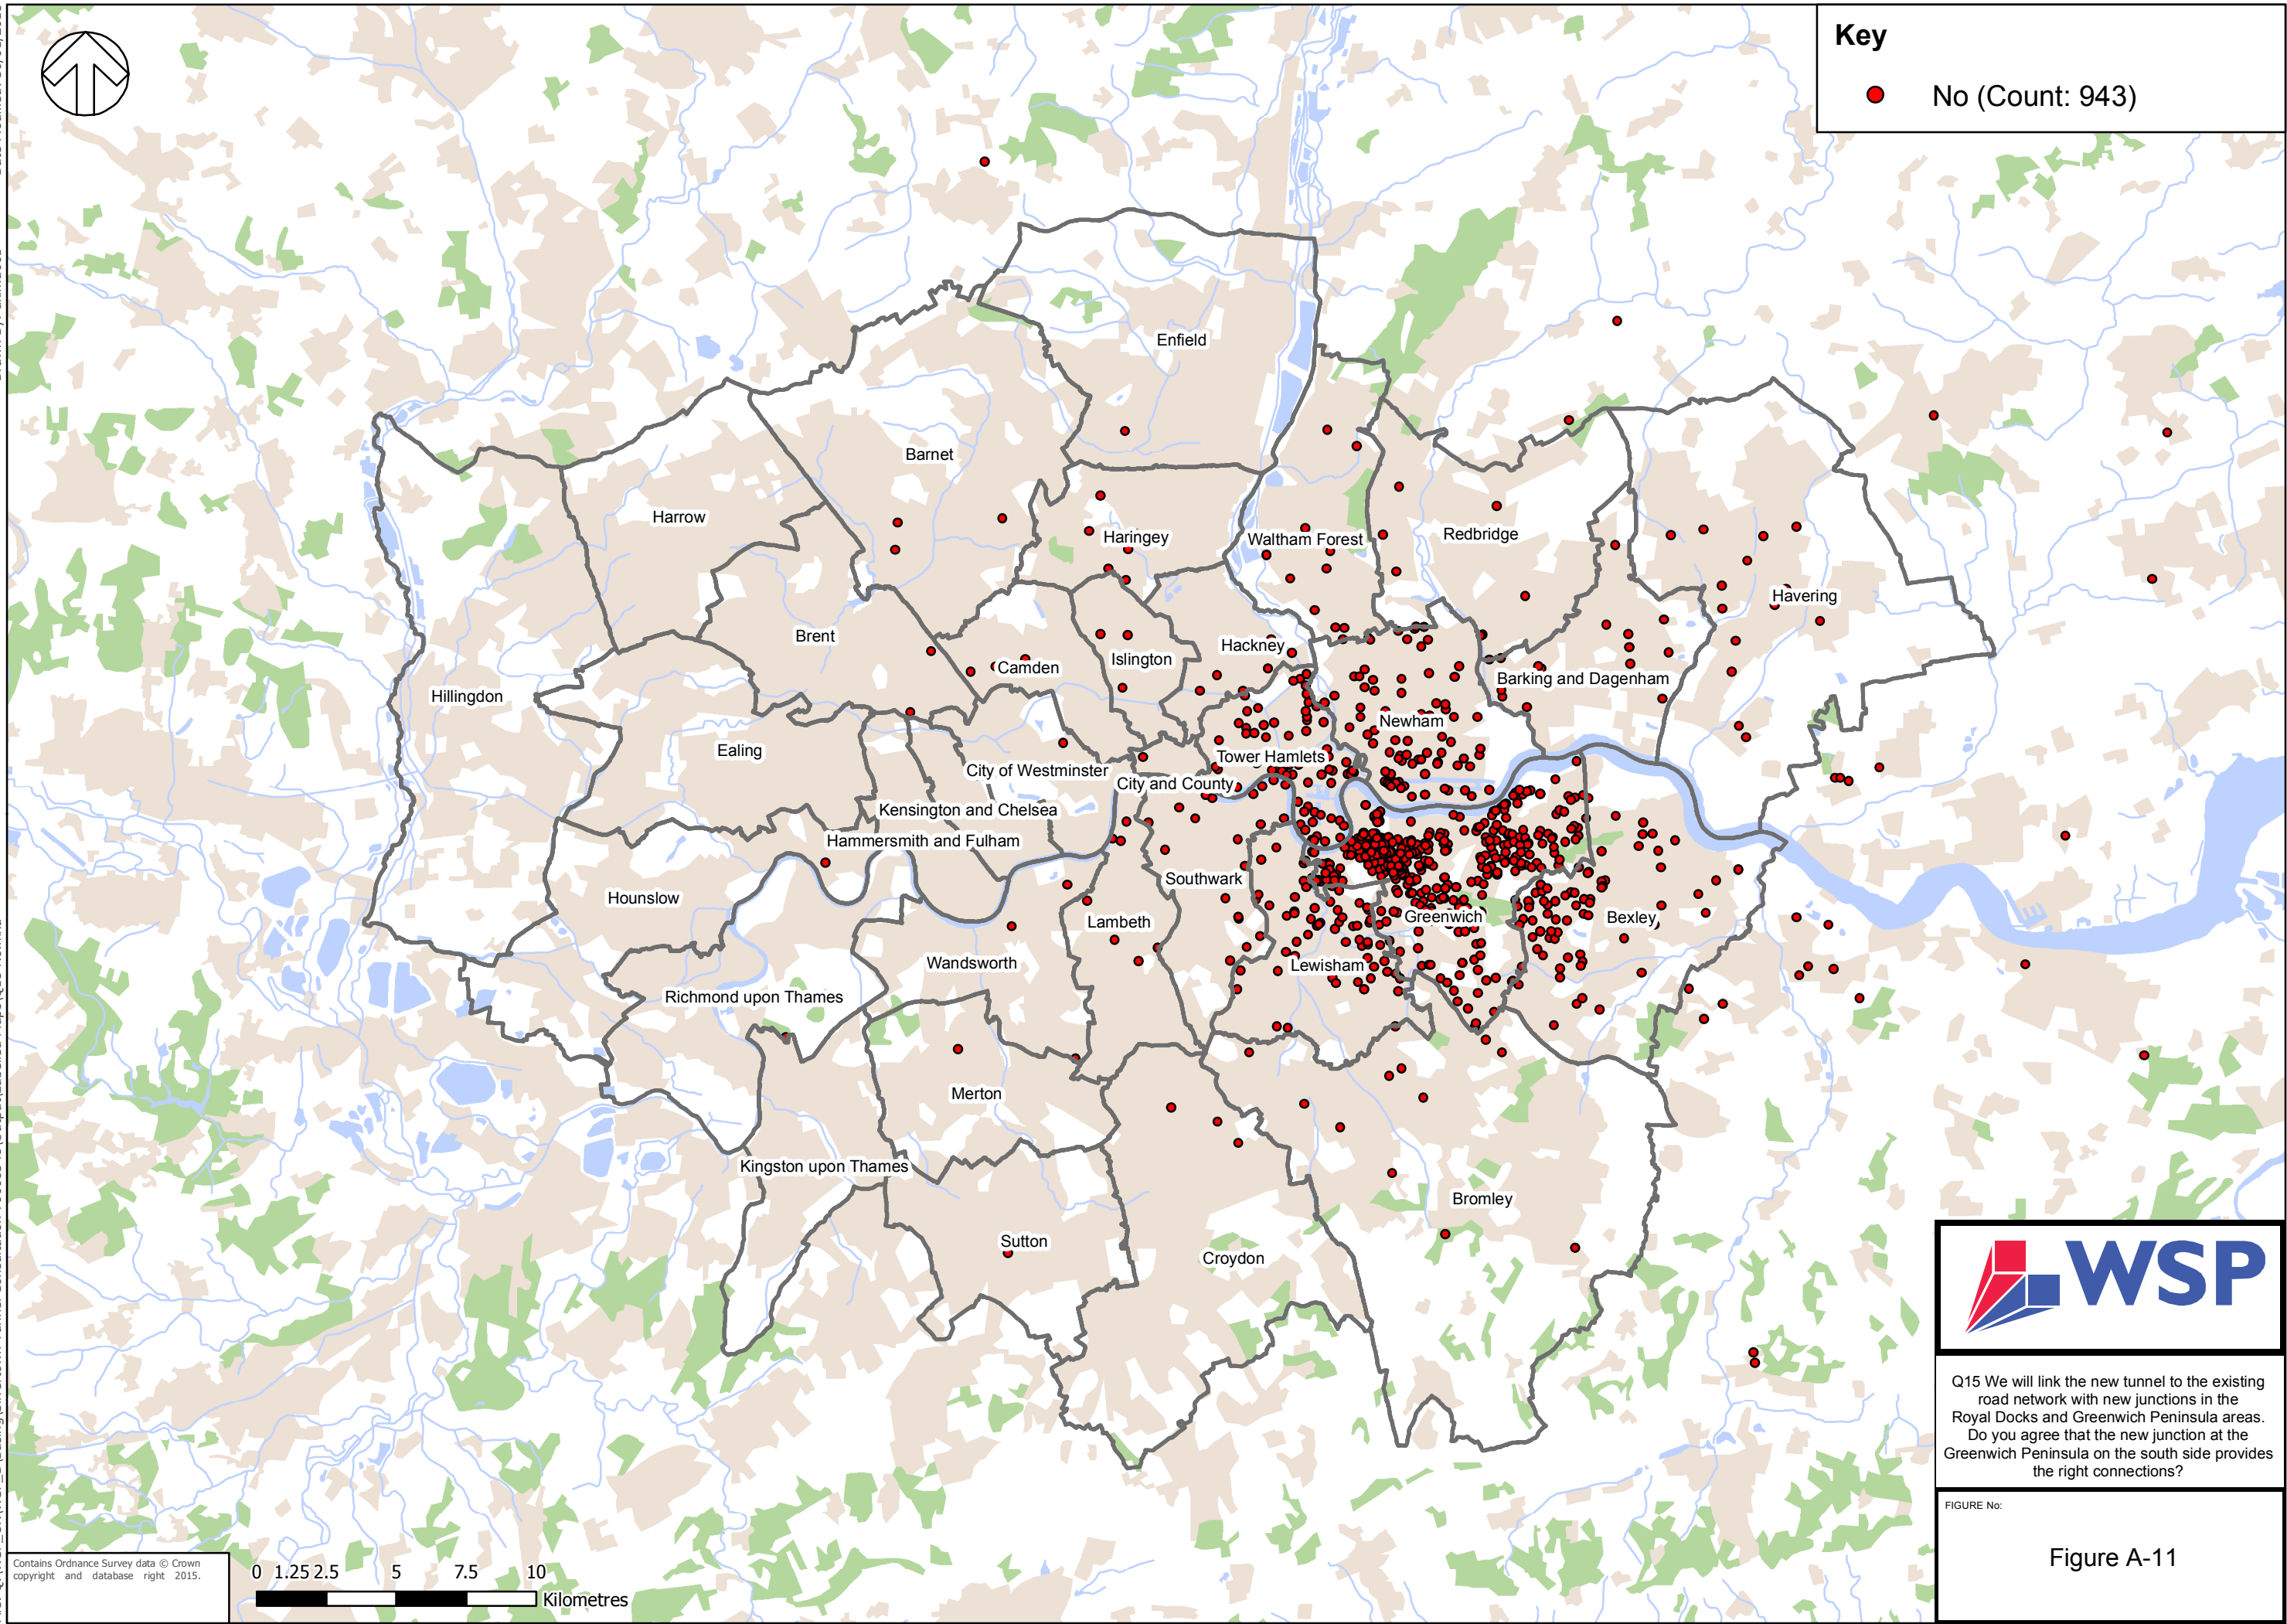 Key
No (Count: 943)
Enfield
Barnet
Harrow
Haringey
Waltham Forest
Redbridge
Havering
Brent
Hackney
Islington
Camden
Hillingdon
Barking and Dagenham
Newham
Ealing
Tower Hamlets
City of Westminster
City and County
Kensington and Chelsea
Hammersmith and Fulham
Southwark
Hounslow
Lambeth
Greenwich
Bexley
Wandsworth
Lewisham
Richmond upon Thames
Merton
Kingston upon Thames
Bromley
Sutton
Croydon
WSP
Q15 We will link the new tunnel to the existing
road network with new junctions in the
Royal Docks and Greenwich Peninsula areas.
Do you agree that the new junction at the
Greenwich Peninsula on the south side provides
the right connections?
FIGURE No:
Figure A-11
Contains Ordnance Survey data © Crown
copyright and database right 2015.
0 1.25 2.5 5 7.5 10
Kilometres